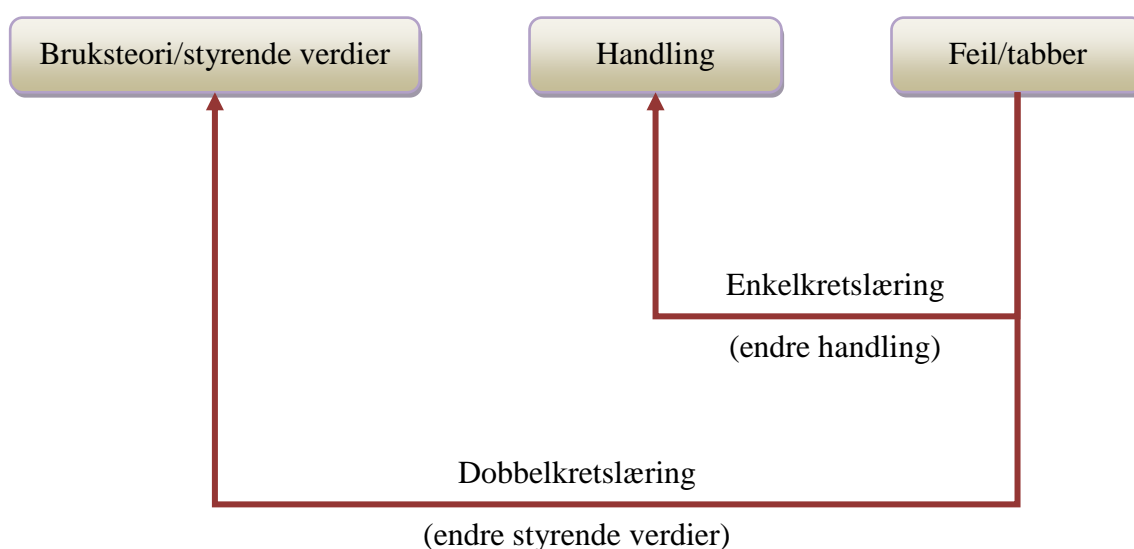 Bruksteori/styrende verdier
Handling
Feil/tabber
Enkelkretslæring
(endre handling)
Dobbelkretslæring
(endre styrende verdier)